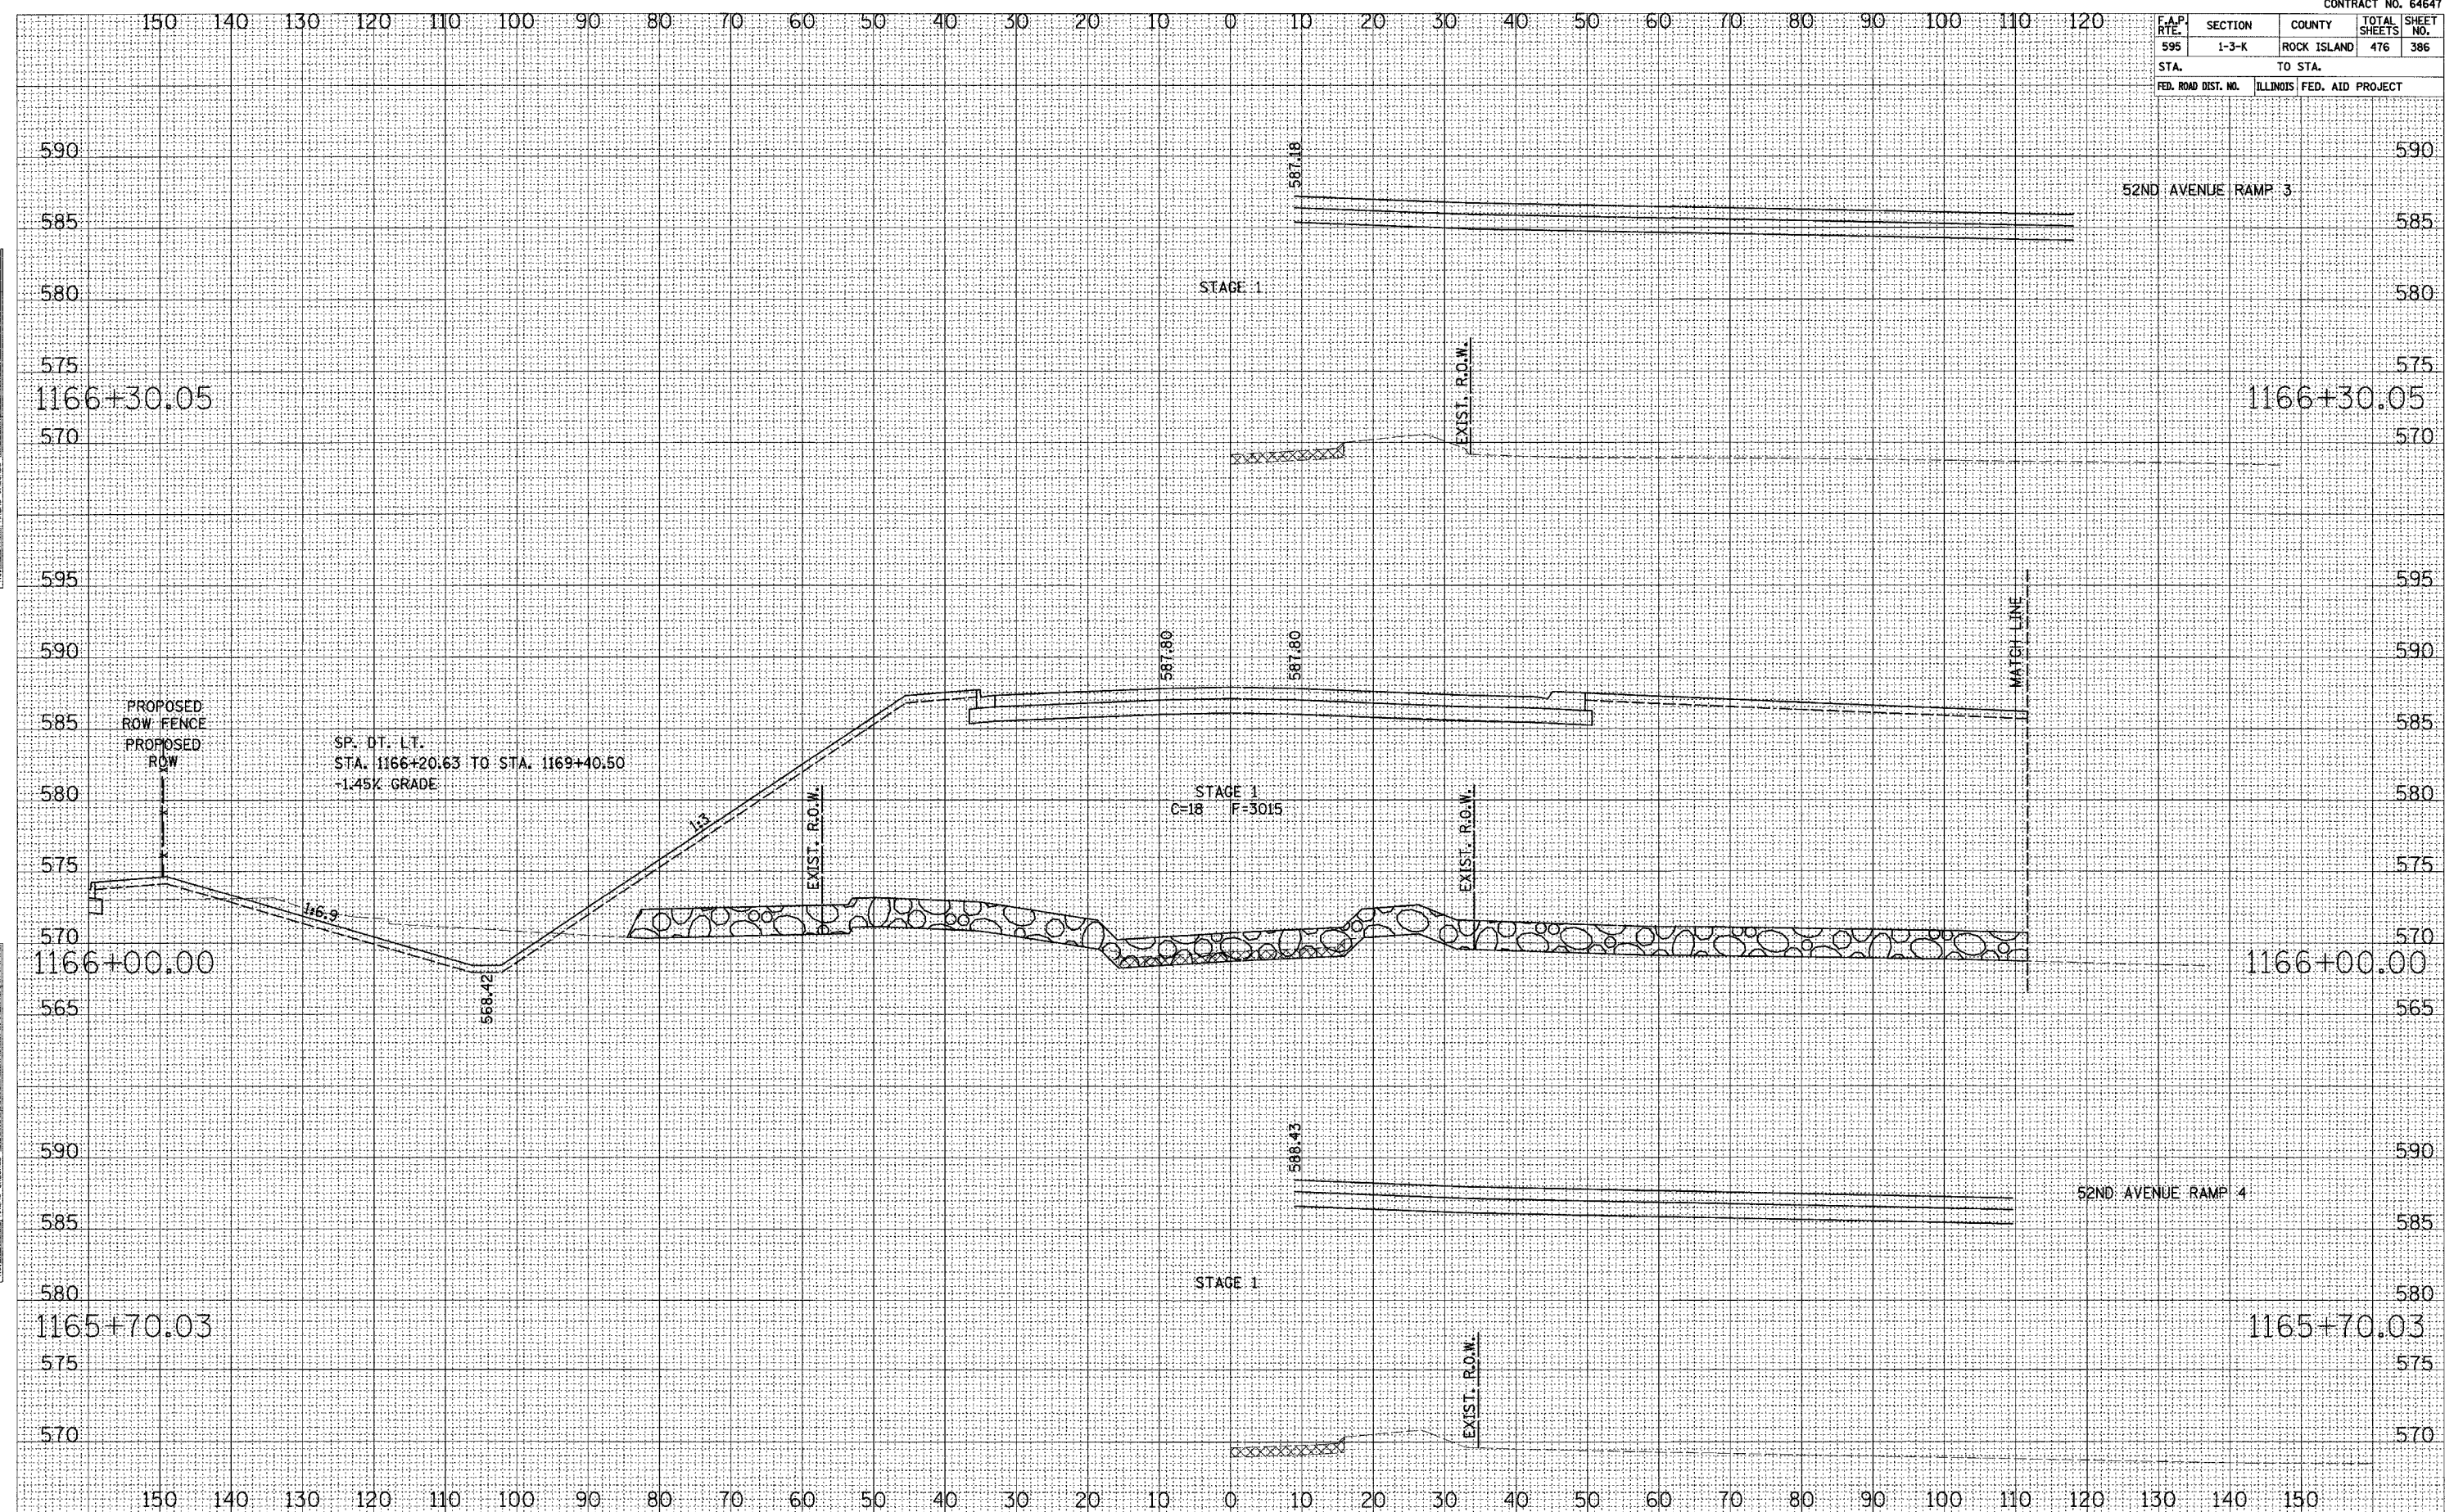 CONTRACT NO. 64647
F.A.P. RTE. SECTION COUNTY TOTAL SHEETS SHEET NO.
595 1-3-K ROCK ISLAND 476 386
STA. TO STA.
FED. ROAD DIST. NO. ILLINOIS FED. AID PROJECT
150 140 130 120 110 100 90 80 70 60 50 40 30 20 10 0 10 20 30 40 50 60 70 80 90 100 110 120
590 587.18 590
52ND AVENUE RAMP 3
585 585
STAGE 1
580 580
575 EXIST. R.O.W. 575
1166+30.05 1166+30.05
570 570
595 595
MATCH LINE
590 587.80 587.80 590
PROPOSED
ROW FENCE
585 585
PROPOSED
ROW
SP. DT. LT.
STA. 1166+20.63 TO STA. 1169+40.50
-1.45% GRADE
580 580
STAGE 1
C=18 F=3015
1:3
EXIST. R.O.W. EXIST. R.O.W.
575 575
1:6.9
570 570
1166+00.00 1166+00.00
568.42
565 565
590 588.43 590
52ND AVENUE RAMP 4
585 585
STAGE 1
580 580
1165+70.03 1165+70.03
575 575
EXIST. R.O.W.
570 570
150 140 130 120 110 100 90 80 70 60 50 40 30 20 10 0 10 20 30 40 50 60 70 80 90 100 110 120 130 140 150